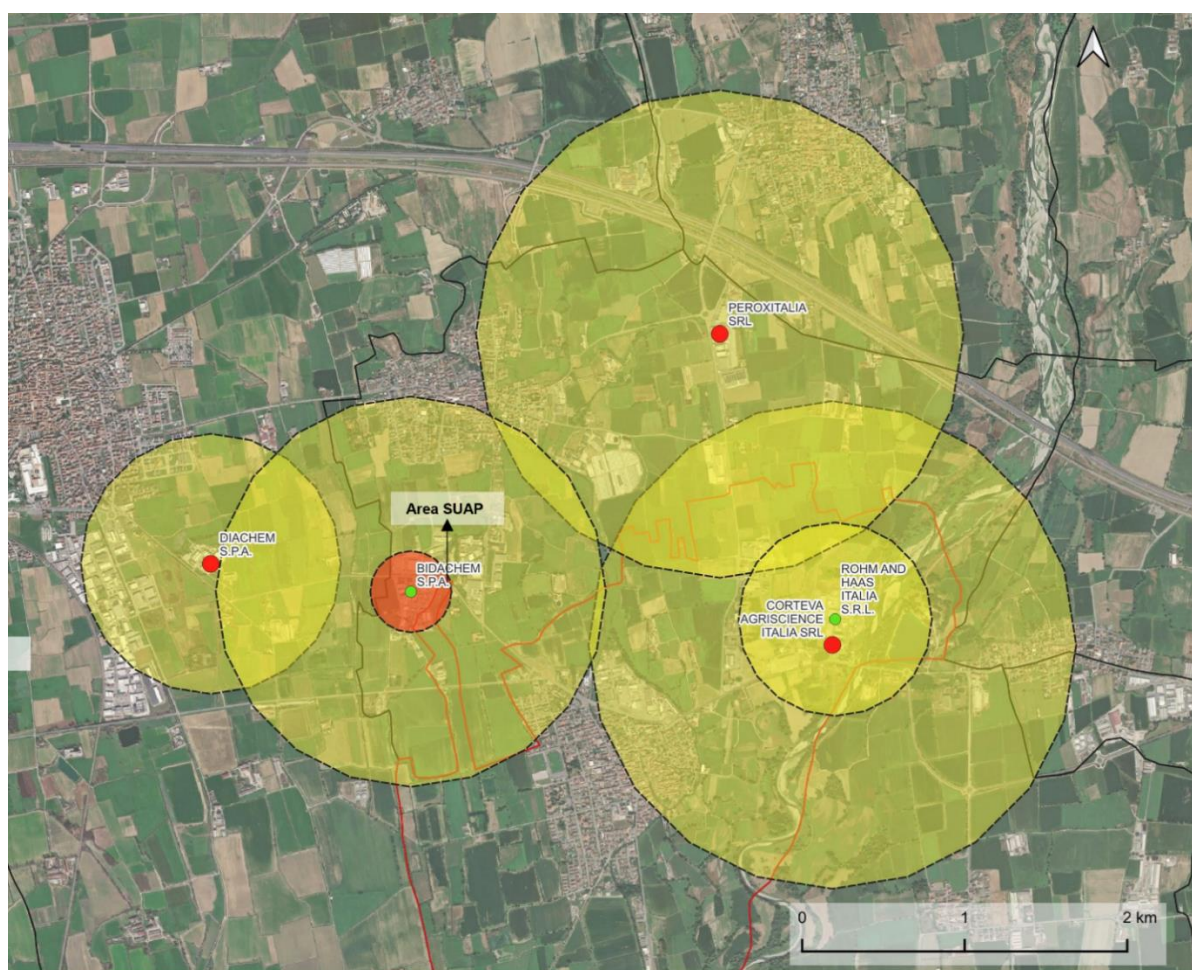 PEROXITALIA
SRL
Area SUAP
DIACHEM
S.P.A.
BIDACHEM
S.P.A.
ROHM AND
HAAS
ITALIA
S.R.L.
CORTEVA
AGRISCIENCE
ITALIA SRL
0 1 2 km